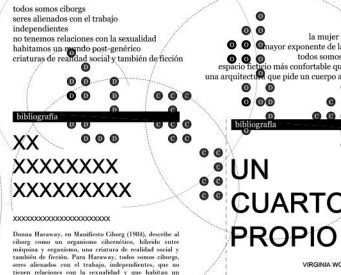 todos somos ciborgs
seres alienados con el trabajo
independientes
no tenemos relaciones con la sexualidad
habitamos un mundo post-genérico
criaturas de realidad social y también de ficción
la mujer
mayor exponente de la
todos somos
espacio ficticio más confortable qu
una arquitectura que pide un cuerpo a
bibliografía
XX
XXXXXXXX
XXXXXXXXX
xxxxxxxxxxxxxxxxxxxxxx
Donna Haraway, en Manifiesto Ciborg (1984), describe al
ciborg como un organismo cibernético, híbrido entre
máquina y organismo, una criatura de realidad social y
también de ficción. Para Haraway, todos somos ciborgs,
seres alienados con el trabajo, independientes, que no
tienen relaciones con la sexualidad y que habitan un
bibliografía
UN
CUARTO
PROPIO
VIRGINIA WO